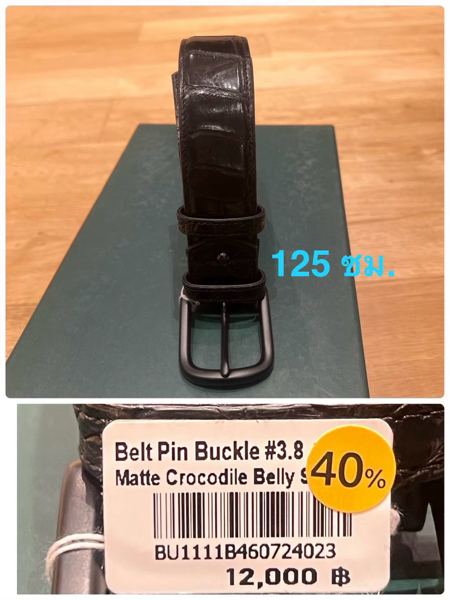 125 ซม.
Belt Pin Buckle #3.8
Matte Crocodile Belly
40%
BU1111B460724023
12,000 ฿